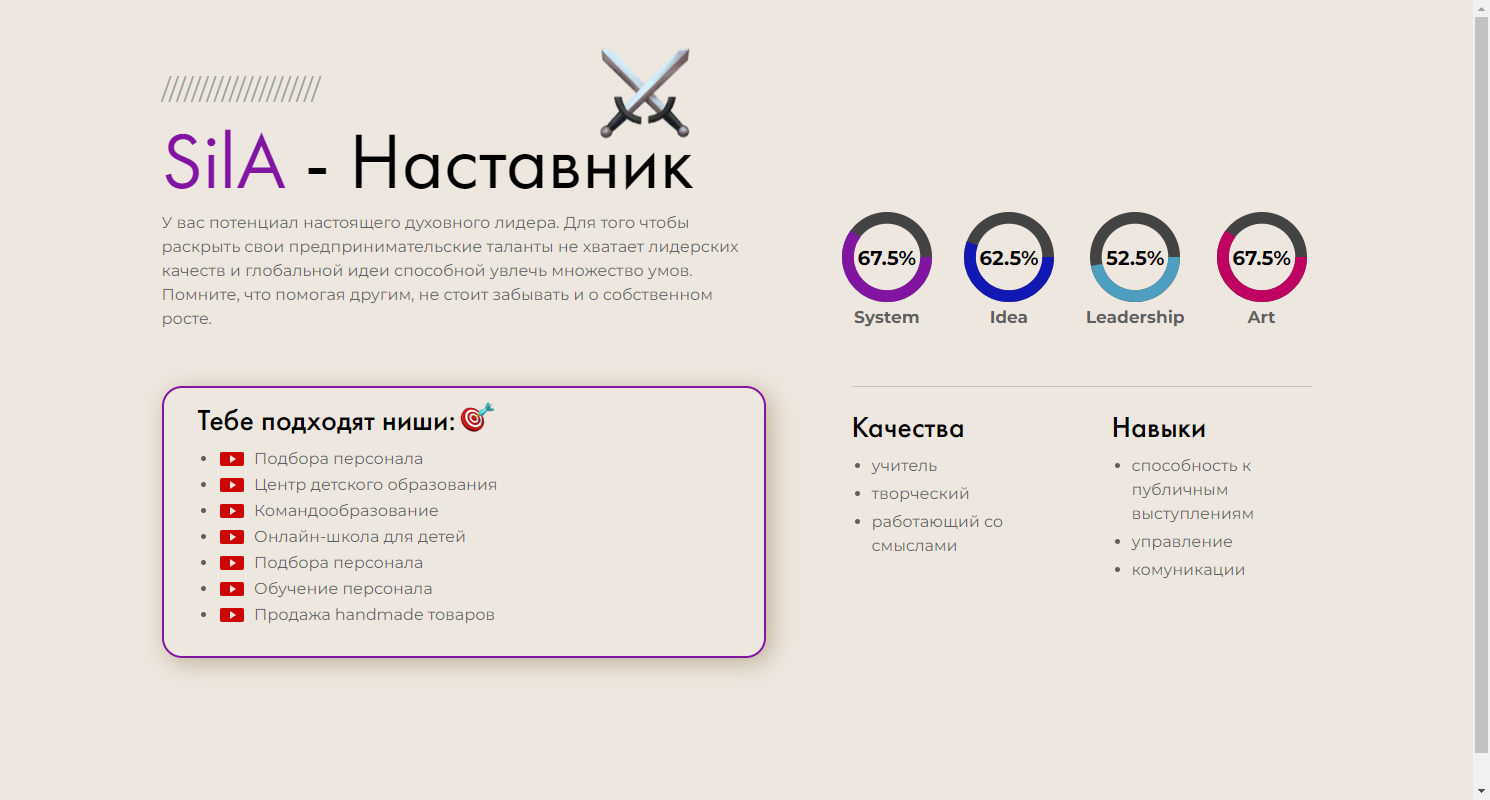 ////////////////////
SilA - Наставник
У вас потенциал настоящего духовного лидера. Для того чтобы
раскрыть свои предпринимательские таланты не хватает лидерских
качеств и глобальной идеи способной увлечь множество умов.
Помните, что помогая другим, не стоит забывать и о собственном
росте.
67.5% 62.5% 52.5% 67.5%
System Idea Leadership Art
Тебе подходят ниши:
Подбора персонала
Центр детского образования
Командообразование
Онлайн-школа для детей
Подбора персонала
Обучение персонала
Продажа handmade товаров
Качества
учитель
творческий
работающий со
смыслами
Навыки
способность к
публичным
выступлениям
управление
комуникации